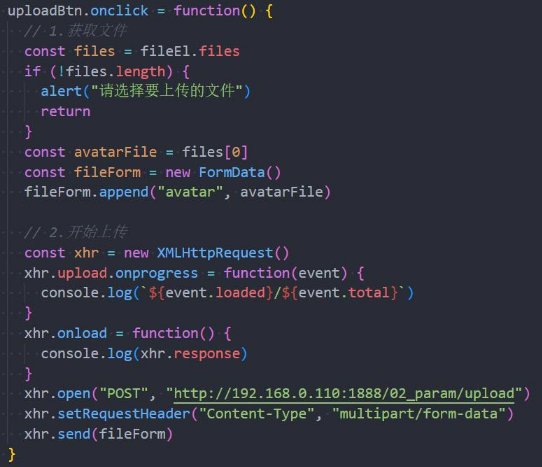 uploadBtn.onclick = function() {
  // 1.获取文件
  const files = fileEl.files
  if (!files.length) {
    alert("请选择要上传的文件")
    return
  }
  const avatarFile = files[0]
  const fileForm = new FormData()
  fileForm.append("avatar", avatarFile)

  // 2.开始上传
  const xhr = new XMLHttpRequest()
  xhr.upload.onprogress = function(event) {
    console.log(`${event.loaded}/${event.total}`)
  }
  xhr.onload = function() {
    console.log(xhr.response)
  }
  xhr.open("POST", "http://192.168.0.110:1888/02_param/upload")
  xhr.setRequestHeader("Content-Type", "multipart/form-data")
  xhr.send(fileForm)
}